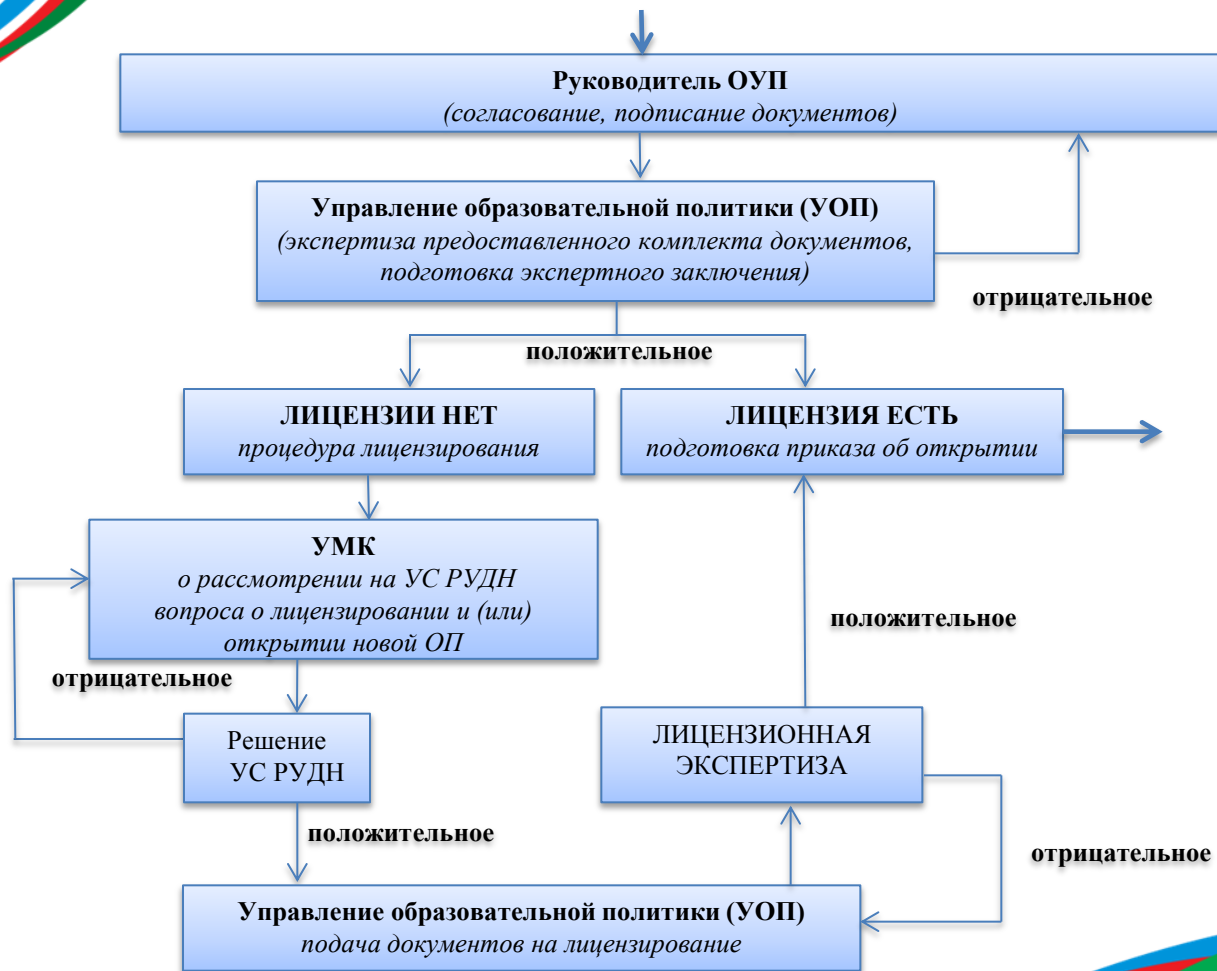 Руководитель ОУП
(согласование, подписание документов)
Управление образовательной политики (УОП)
(экспертиза предоставленного комплекта документов,
подготовка экспертного заключения)
отрицательное
положительное
ЛИЦЕНЗИИ НЕТ
процедура лицензирования
ЛИЦЕНЗИЯ ЕСТЬ
подготовка приказа об открытии
УМК
о рассмотрении на УС РУДН
вопроса о лицензировании и (или)
открытии новой ОП
положительное
отрицательное
Решение
УС РУДН
ЛИЦЕНЗИОННАЯ
ЭКСПЕРТИЗА
положительное
отрицательное
Управление образовательной политики (УОП)
подача документов на лицензирование